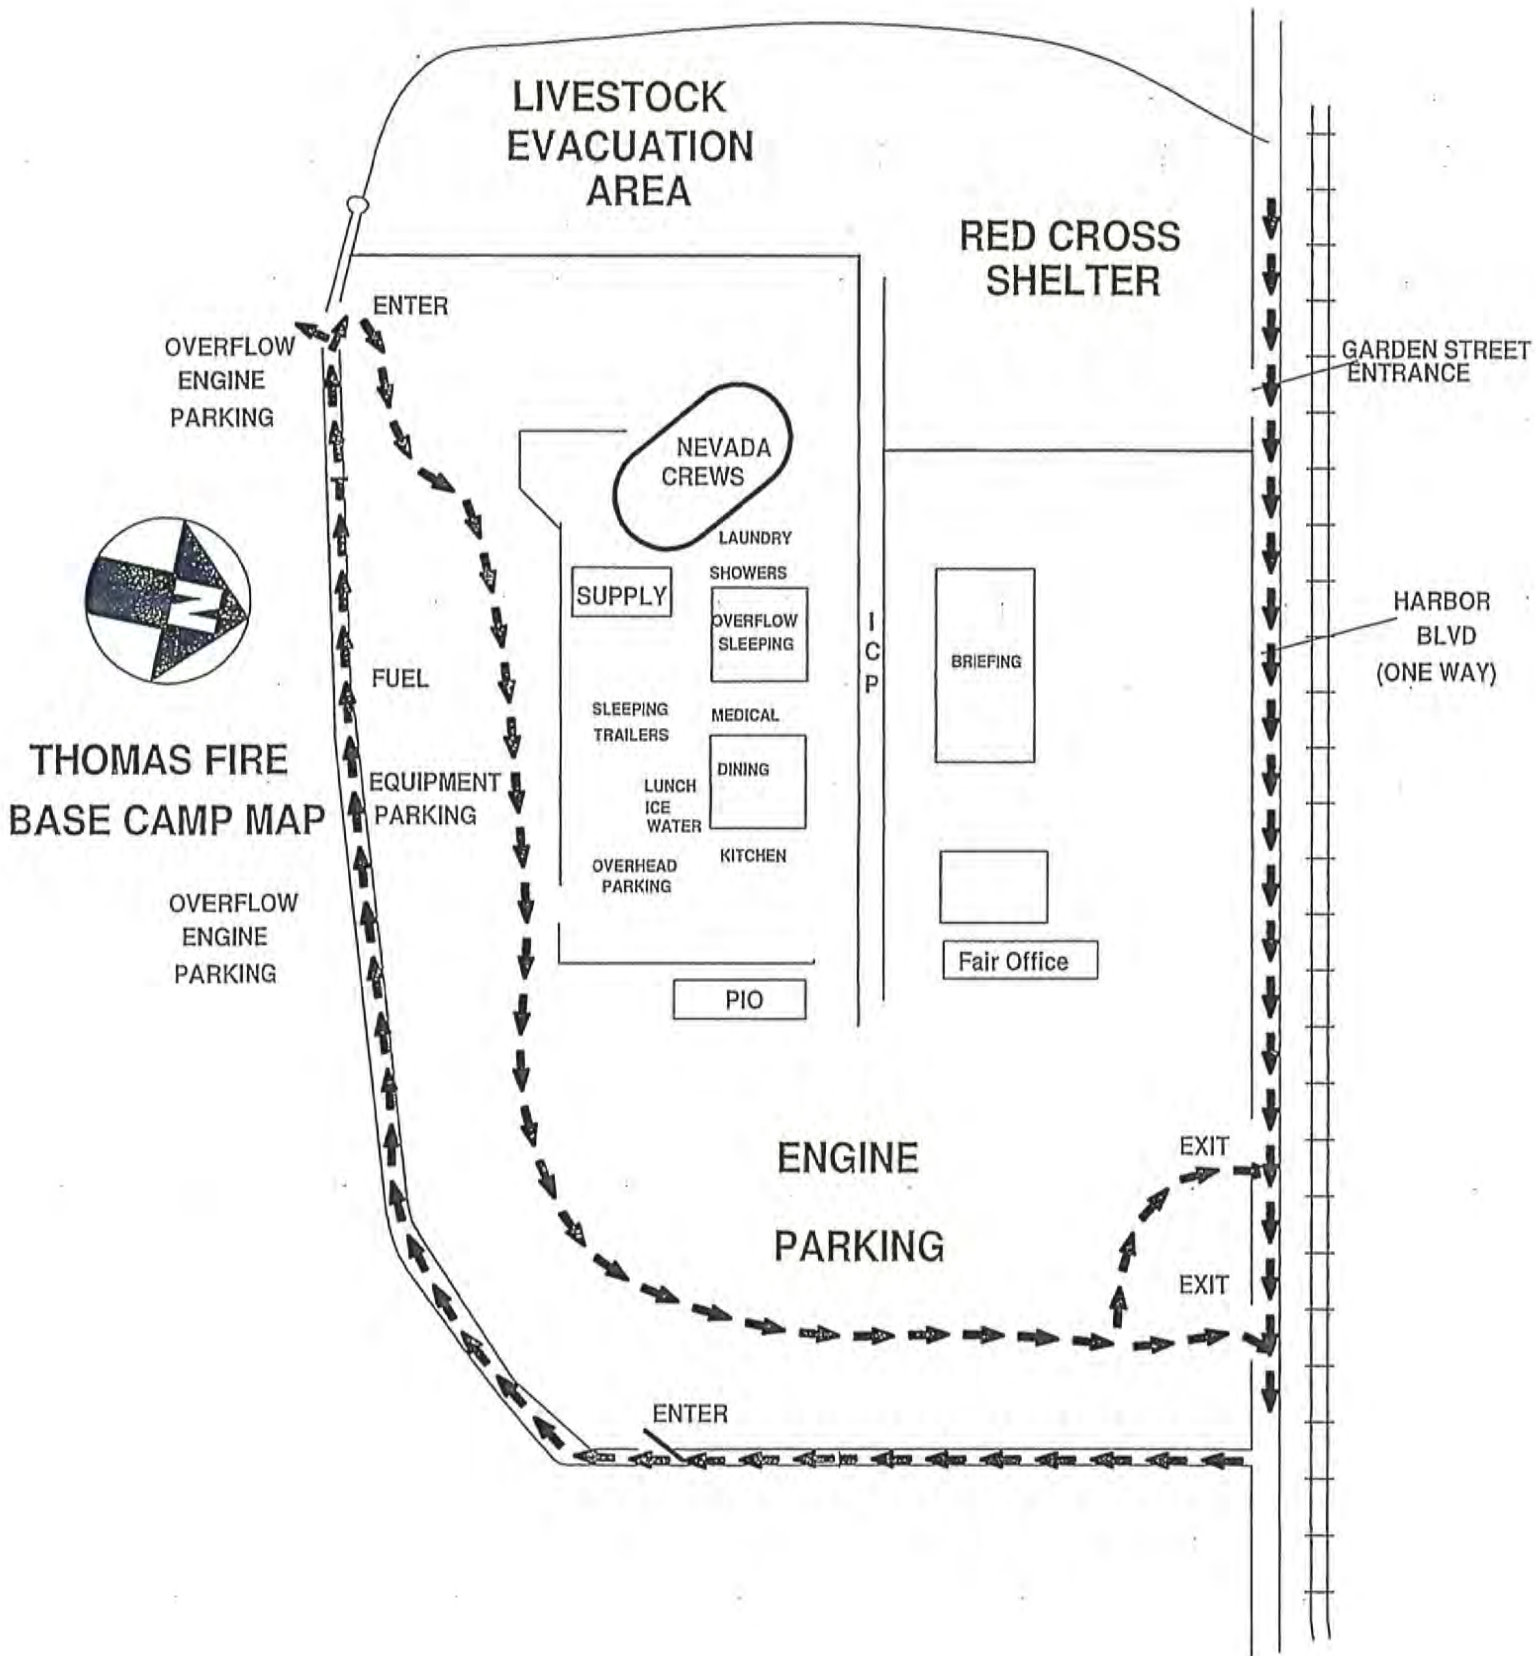 LIVESTOCK
EVACUATION
AREA
RED CROSS
SHELTER
ENTER
OVERFLOW
ENGINE
PARKING
GARDEN STREET
ENTRANCE
NEVADA
CREWS
LAUNDRY
SHOWERS
SUPPLY
OVERFLOW
SLEEPING
I
C
P
BRIEFING
HARBOR
BLVD
(ONE WAY)
N
FUEL
SLEEPING
TRAILERS
MEDICAL
THOMAS FIRE
BASE CAMP MAP
EQUIPMENT
PARKING
DINING
LUNCH
ICE
WATER
KITCHEN
OVERHEAD
PARKING
OVERFLOW
ENGINE
PARKING
Fair Office
PIO
ENGINE
PARKING
EXIT
EXIT
ENTER